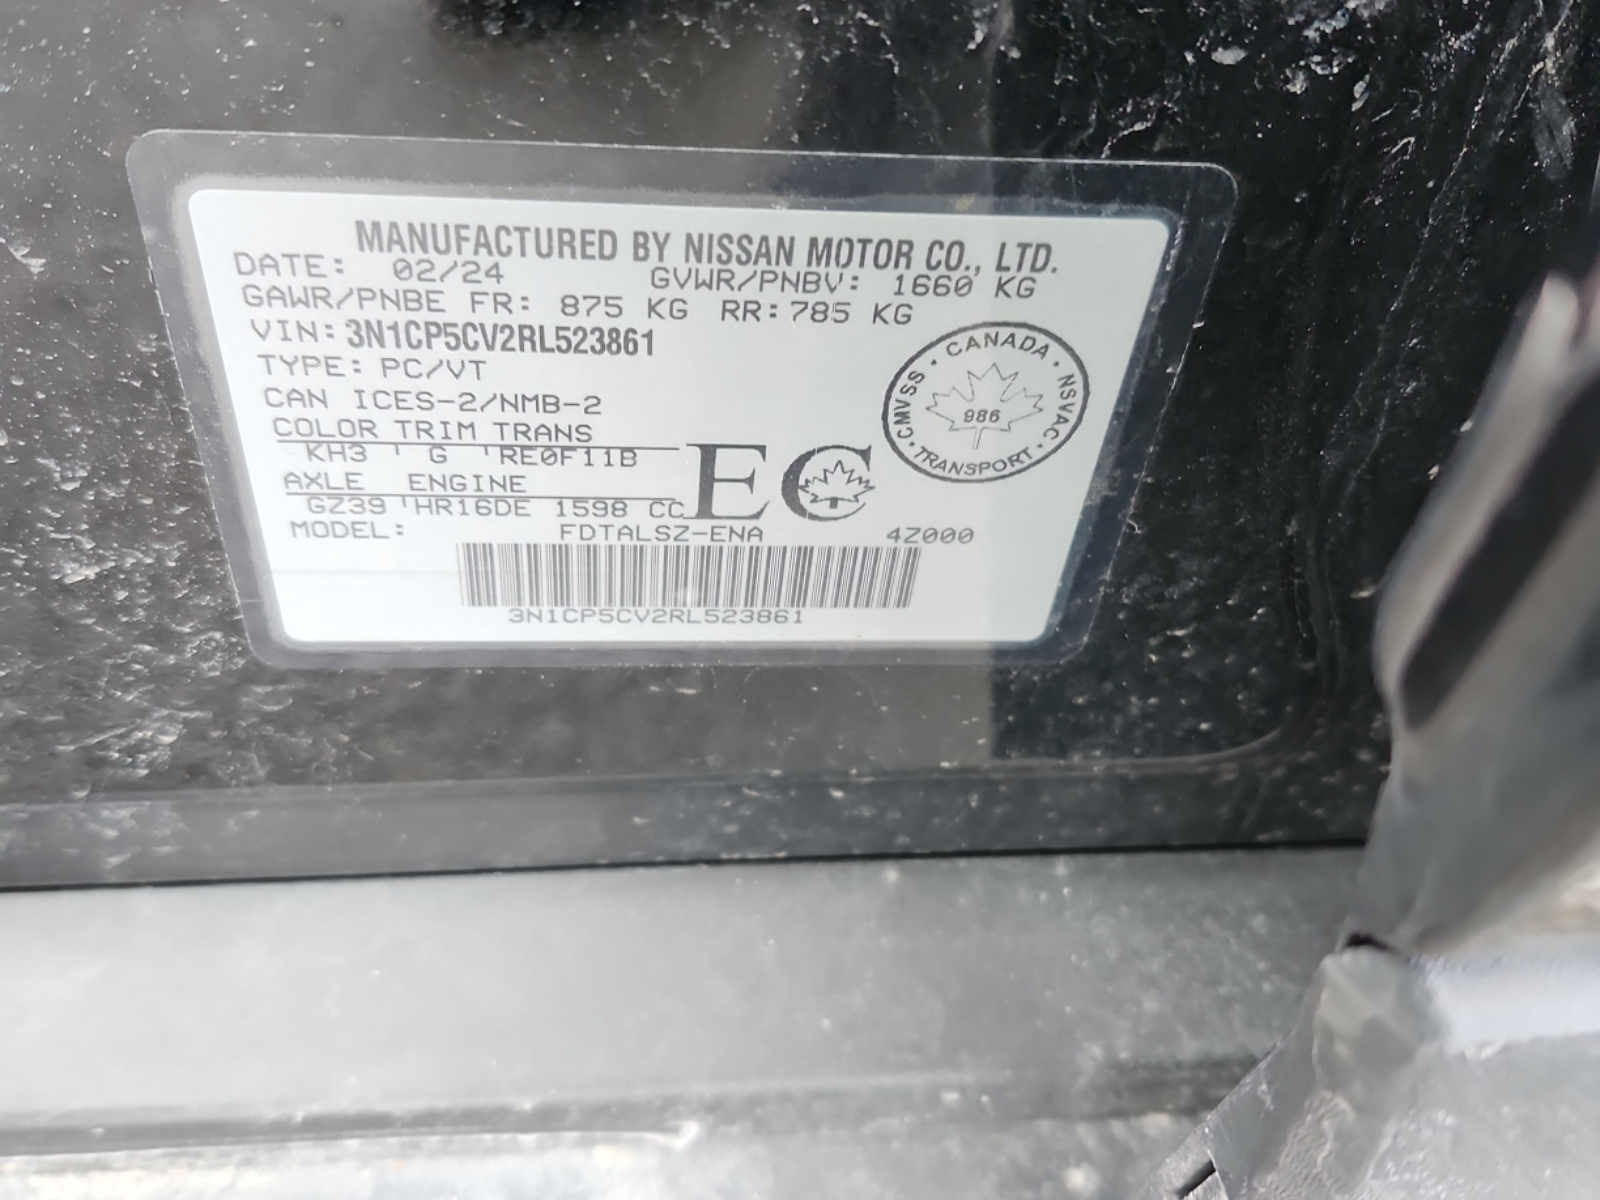 MANUFACTURED BY NISSAN MOTOR CO., LTD.
DATE: 02/24 GVWR/PNBV: 1660 KG
GAWR/PNBE FR: 875 KG RR: 785 KG
VIN: 3N1CP5CV2RL523861
TYPE: PC/VT
CAN ICES-2/NMB-2
COLOR TRIM TRANS
KH3 G RE0F11B
AXLE ENGINE
GZ39 HR16DE 1598 CC
EC
CANADA
CMVSS 986 NSVAC
TRANSPORT
MODEL: FDTALSZ-ENA 4Z000
3N1CP5CV2RL523861